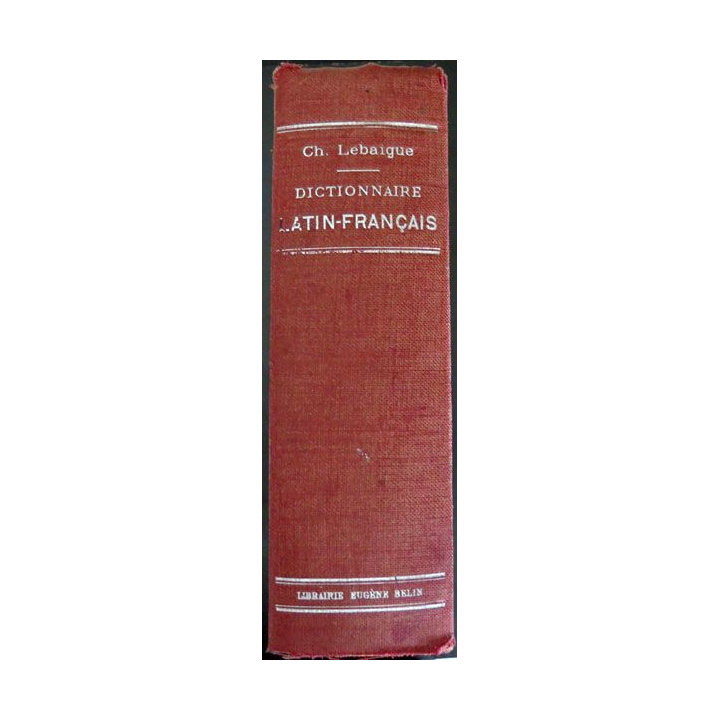 Ch. Lebaigue
DICTIONNAIRE
LATIN-FRANÇAIS
LIBRAIRIE EUGÈNE BELIN